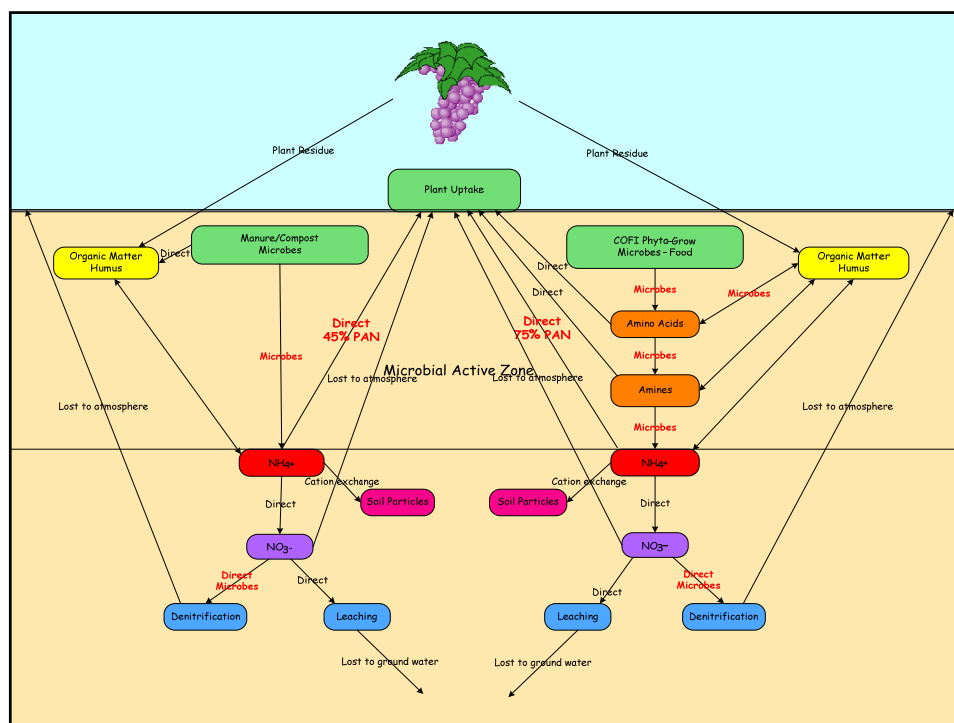 Plant Residue
Plant Residue
Plant Uptake
Manure/Compost
Microbes
COFI Phyta-Grow
Microbes - Food
Organic Matter
Humus
Direct
Organic Matter
Humus
Direct
Direct
Microbes
Microbes
Amino Acids
Direct
45% PAN
Direct
75% PAN
Microbes
Microbes
Microbial Active Zone
Lost to atmosphere
Lost to atmosphere
Amines
Lost to atmosphere
Lost to atmosphere
Microbes
NH4+
NH4+
Cation exchange
Cation exchange
Soil Particles
Soil Particles
Direct
Direct
NO3-
NO3-
Direct
Microbes
Direct
Direct
Direct
Microbes
Denitrification
Leaching
Leaching
Denitrification
Lost to ground water
Lost to ground water